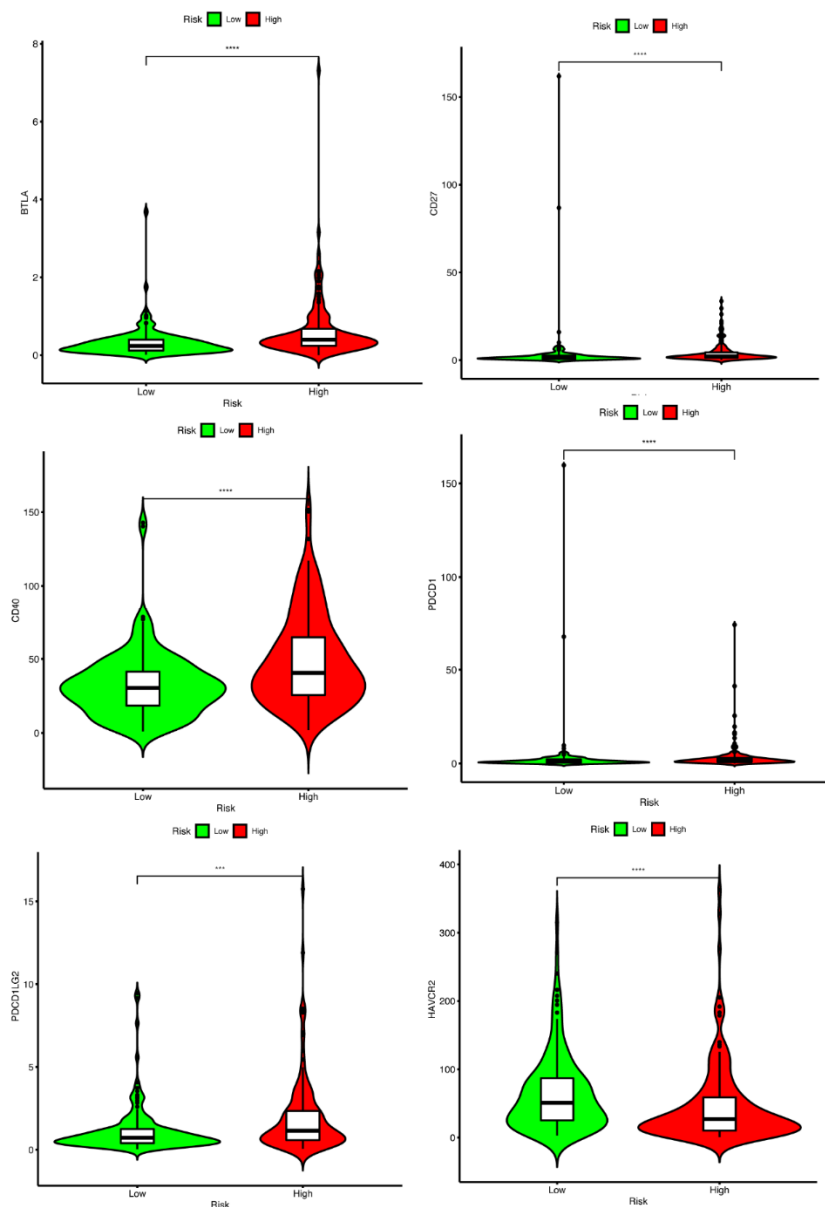 Risk Low High
8
6
4
2
0
BTLA
****
Low High
Risk
Risk Low High
150
100
50
0
CD27
****
Low High
Risk Low High
150
100
50
0
CD40
****
Low High
Risk
Risk Low High
150
100
50
0
PDCD1
****
Low High
Risk
Risk Low High
15
10
5
0
PDCD1LG2
***
Low High
Risk
Risk Low High
400
300
200
100
0
HAVCR2
****
Low High
Risk